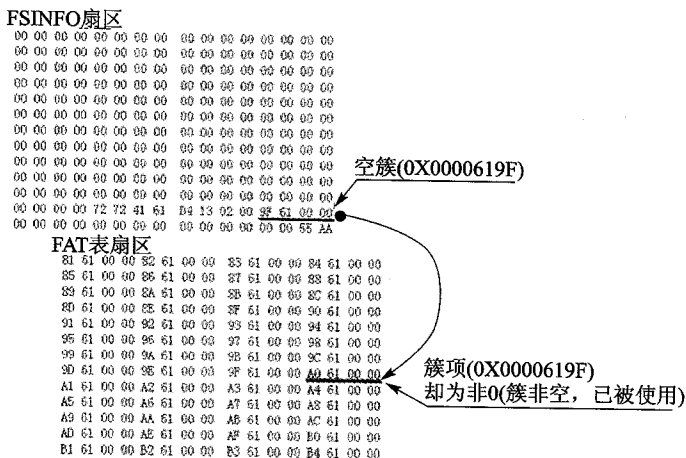 FSINFO扇区
00 00 00 00 00 00 00 00 00 00 00 00 00 00 00 00
00 00 00 00 00 00 00 00 00 00 00 00 00 00 00 00
00 00 00 00 00 00 00 00 00 00 00 00 00 00 00 00
00 00 00 00 00 00 00 00 00 00 00 00 00 00 00 00
00 00 00 00 00 00 00 00 00 00 00 00 00 00 00 00
00 00 00 00 00 00 00 00 00 00 00 00 00 00 00 00
00 00 00 00 00 00 00 00 00 00 00 00 00 00 00 00
00 00 00 00 00 00 00 00 00 00 00 00 00 00 00 00
00 00 00 00 00 00 00 00 00 00 00 00 00 00 00 00
00 00 00 00 00 00 00 00 00 00 00 00 00 00 00 00
00 00 00 00 00 00 00 00 00 00 00 00 00 00 00 00
00 00 00 00 72 72 41 61 B4 13 02 00 9F 61 00 00
00 00 00 00 00 00 00 00 00 00 00 00 00 00 55 AA
空簇(0X0000619F)
FAT表扇区
81 61 00 00 82 61 00 00 83 61 00 00 84 61 00 00
85 61 00 00 86 61 00 00 87 61 00 00 88 61 00 00
89 61 00 00 8A 61 00 00 8B 61 00 00 8C 61 00 00
8D 61 00 00 8E 61 00 00 8F 61 00 00 90 61 00 00
91 61 00 00 92 61 00 00 93 61 00 00 94 61 00 00
95 61 00 00 96 61 00 00 97 61 00 00 98 61 00 00
99 61 00 00 9A 61 00 00 9B 61 00 00 9C 61 00 00
9D 61 00 00 9E 61 00 00 9F 61 00 00 A0 61 00 00
A1 61 00 00 A2 61 00 00 A3 61 00 00 A4 61 00 00
A5 61 00 00 A6 61 00 00 A7 61 00 00 A8 61 00 00
A9 61 00 00 AA 61 00 00 AB 61 00 00 AC 61 00 00
AD 61 00 00 AE 61 00 00 AF 61 00 00 B0 61 00 00
B1 61 00 00 B2 61 00 00 B3 61 00 00 B4 61 00 00
簇项(0X0000619F)
却为非0(簇非空，已被使用)